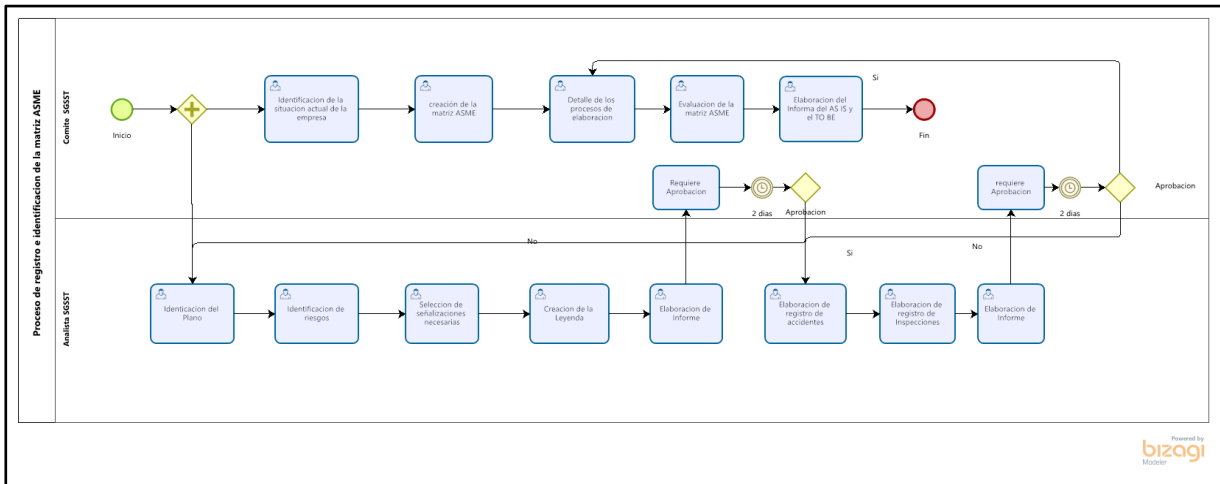 Proceso de registro e identificacion de la matriz ASME
Comite SGSST
Inicio
Identificacion de la
situacion actual de la
empresa
creación de la
matriz ASME
Detalle de los
procesos de
elaboracion
Evaluacion de la
matriz ASME
Elaboracion del
Informa del AS IS y
el TO BE
Fin
Si
Requiere
Aprobacion
2 dias
Aprobacion
requiere
Aprobacion
2 dias
Aprobacion
Analista SGSST
No
Si
No
Identicacion del
Plano
Identificacion de
riesgos
Seleccion de
señalizaciones
necesarias
Creacion de la
Leyenda
Elaboracion de
Informe
Elaboracion de
registro de
accidentes
Elaboracion de
registro de
Inspecciones
Elaboracion de
Informe
Powered by
bizagi
Modeler